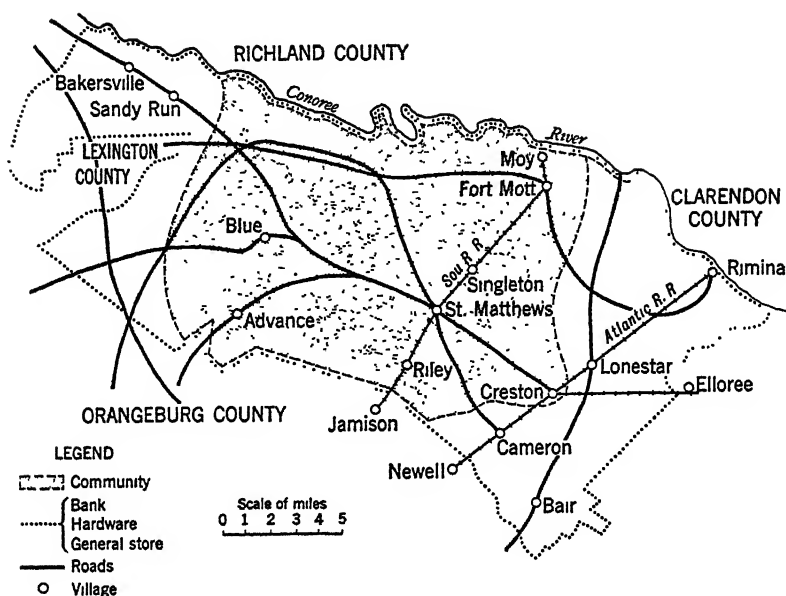 RICHLAND COUNTY
Bakersville
Sandy Run
Conoree
River
LEXINGTON
COUNTY
Moy
Fort Mott
CLARENDON
COUNTY
Blue
Sou R R.
Singleton
Rimina
Atlantic R. R
St. Matthews
Advance
Riley
Lonestar
Creston
Elloree
ORANGEBURG COUNTY
Jamison
Cameron
Newell
Bair
LEGEND
Community
Bank
Hardware
General store
Roads
Village
Scale of miles
0 1 2 3 4 5